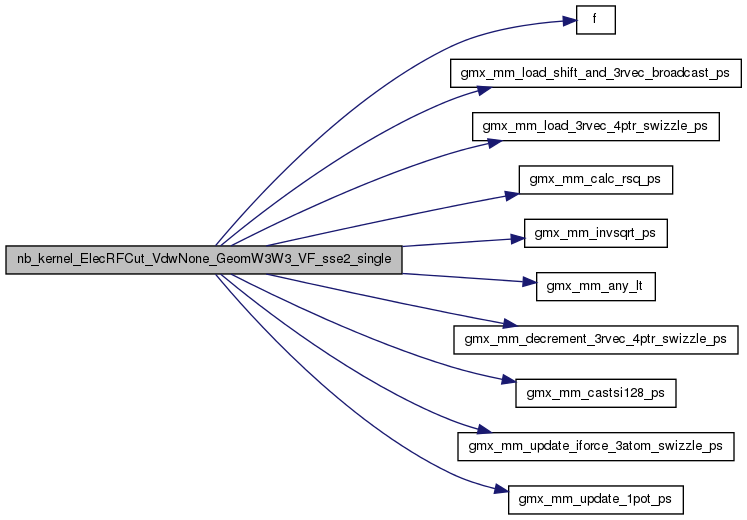 f
gmx_mm_load_shift_and_3rvec_broadcast_ps
gmx_mm_load_3rvec_4ptr_swizzle_ps
gmx_mm_calc_rsq_ps
gmx_mm_invsqrt_ps
nb_kernel_ElecRFCut_VdwNone_GeomW3W3_VF_sse2_single
gmx_mm_any_lt
gmx_mm_decrement_3rvec_4ptr_swizzle_ps
gmx_mm_castsi128_ps
gmx_mm_update_iforce_3atom_swizzle_ps
gmx_mm_update_1pot_ps